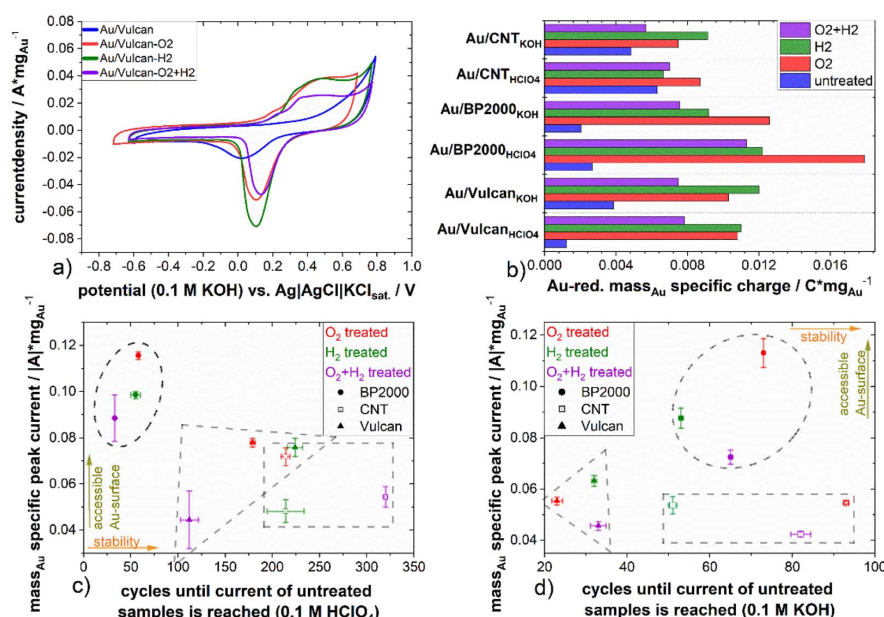 Au/Vulcan
Au/Vulcan-O2
Au/Vulcan-H2
Au/Vulcan-O2+H2
0.08
0.06
0.04
0.02
0.00
0.02
0.04
0.06
0.08
currentdensity / A*mgAu-1
a)
-0.8 -0.6 -0.4 -0.2 0.0 0.2 0.4 0.6 0.8 1.0
potential (0.1 M KOH) vs. Ag|AgCl|KClsat. / V
Au/CNTKOH
Au/CNTHClO4
Au/BP2000KOH
Au/BP2000HClO4
Au/VulcanKOH
Au/VulcanHClO4
O2+H2
H2
O2
untreated
b)
0.000 0.004 0.008 0.012 0.016
Au-red. massAu specific charge / C*mgAu-1
O2 treated
H2 treated
O2+H2 treated
BP2000
CNT
Vulcan
0.12
0.10
0.08
0.06
0.04
massAu specific peak current / |A|*mgAu-1
accessible
Au-surface
stability
c)
0 50 100 150 200 250 300 350
cycles until current of untreated
samples is reached (0.1 M HClO4)
O2 treated
H2 treated
O2+H2 treated
BP2000
CNT
Vulcan
stability
accessible
Au-surface
0.12
0.10
0.08
0.06
0.04
massAu specific peak current / |A|*mgAu-1
d)
20 40 60 80 100
cycles until current of untreated
samples is reached (0.1 M KOH)